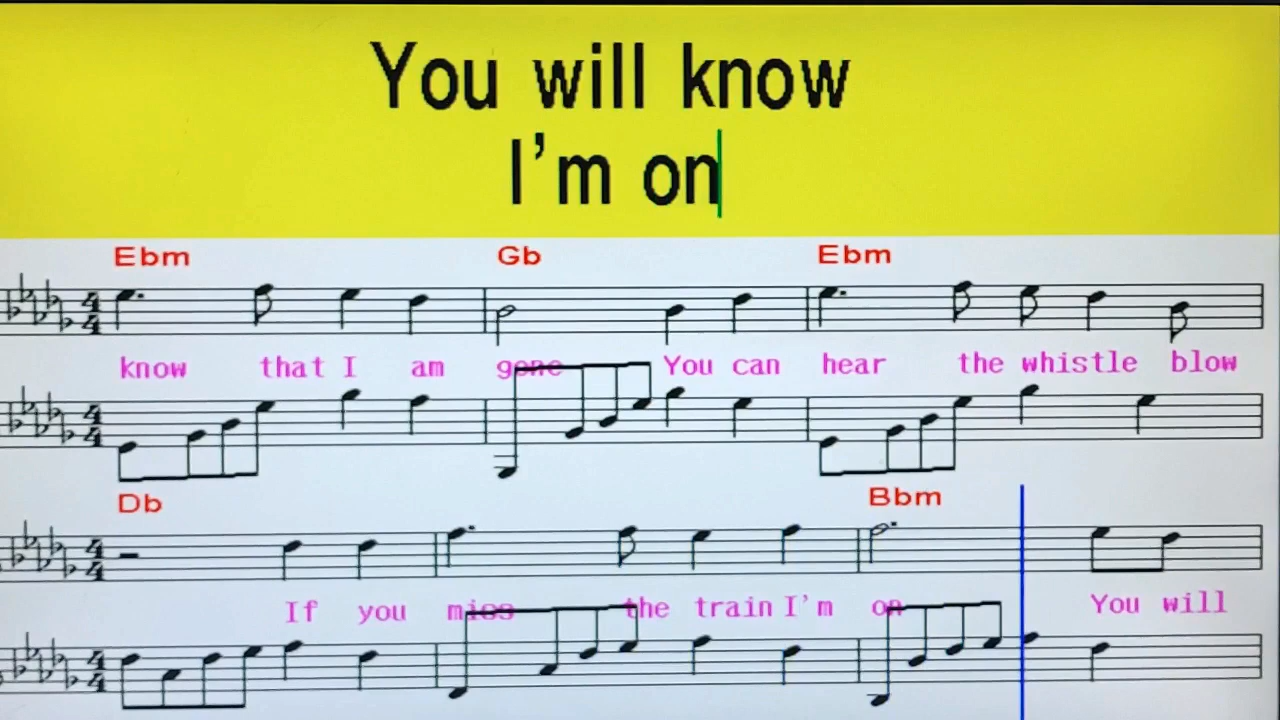 You will know
I'm on
Ebm Gb Ebm
know that I am gone You can hear the whistle blow
Db Bbm
If you miss the train I'm on You will